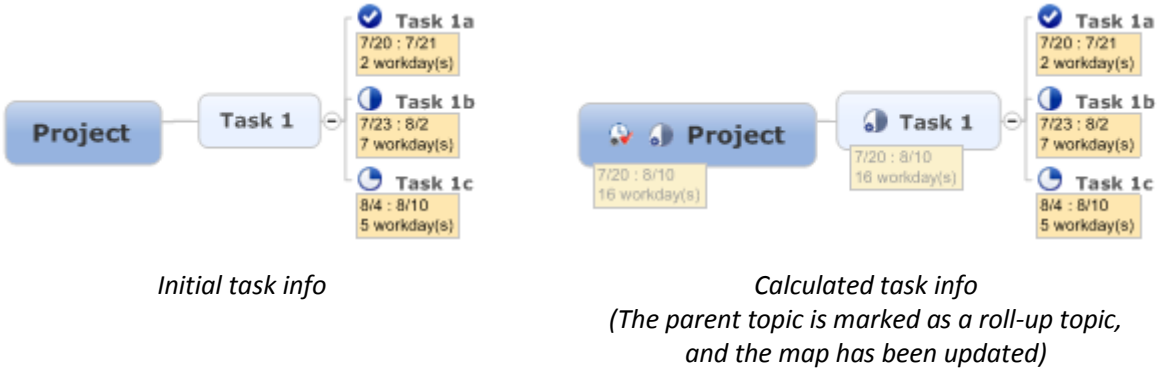 Task 1a
7/20 : 7/21
2 workday(s)
Project
Task 1
Task 1b
7/23 : 8/2
7 workday(s)
Task 1c
8/4 : 8/10
5 workday(s)
Initial task info
Task 1a
7/20 : 7/21
2 workday(s)
Project
7/20 : 8/10
16 workday(s)
Task 1
7/20 : 8/10
16 workday(s)
Task 1b
7/23 : 8/2
7 workday(s)
Task 1c
8/4 : 8/10
5 workday(s)
Calculated task info
(The parent topic is marked as a roll-up topic,
and the map has been updated)